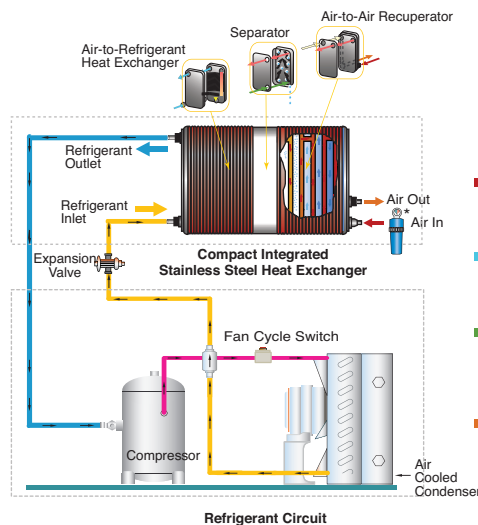 Air-to-Air Recuperator
Separator
Air-to-Refrigerant
Heat Exchanger
Refrigerant
Outlet
Refrigerant
Inlet
Air Out
*
Air In
Compact Integrated
Stainless Steel Heat Exchanger
Expansion
Valve
Fan Cycle Switch
Compressor
Air
Cooled
Condenser
Refrigerant Circuit